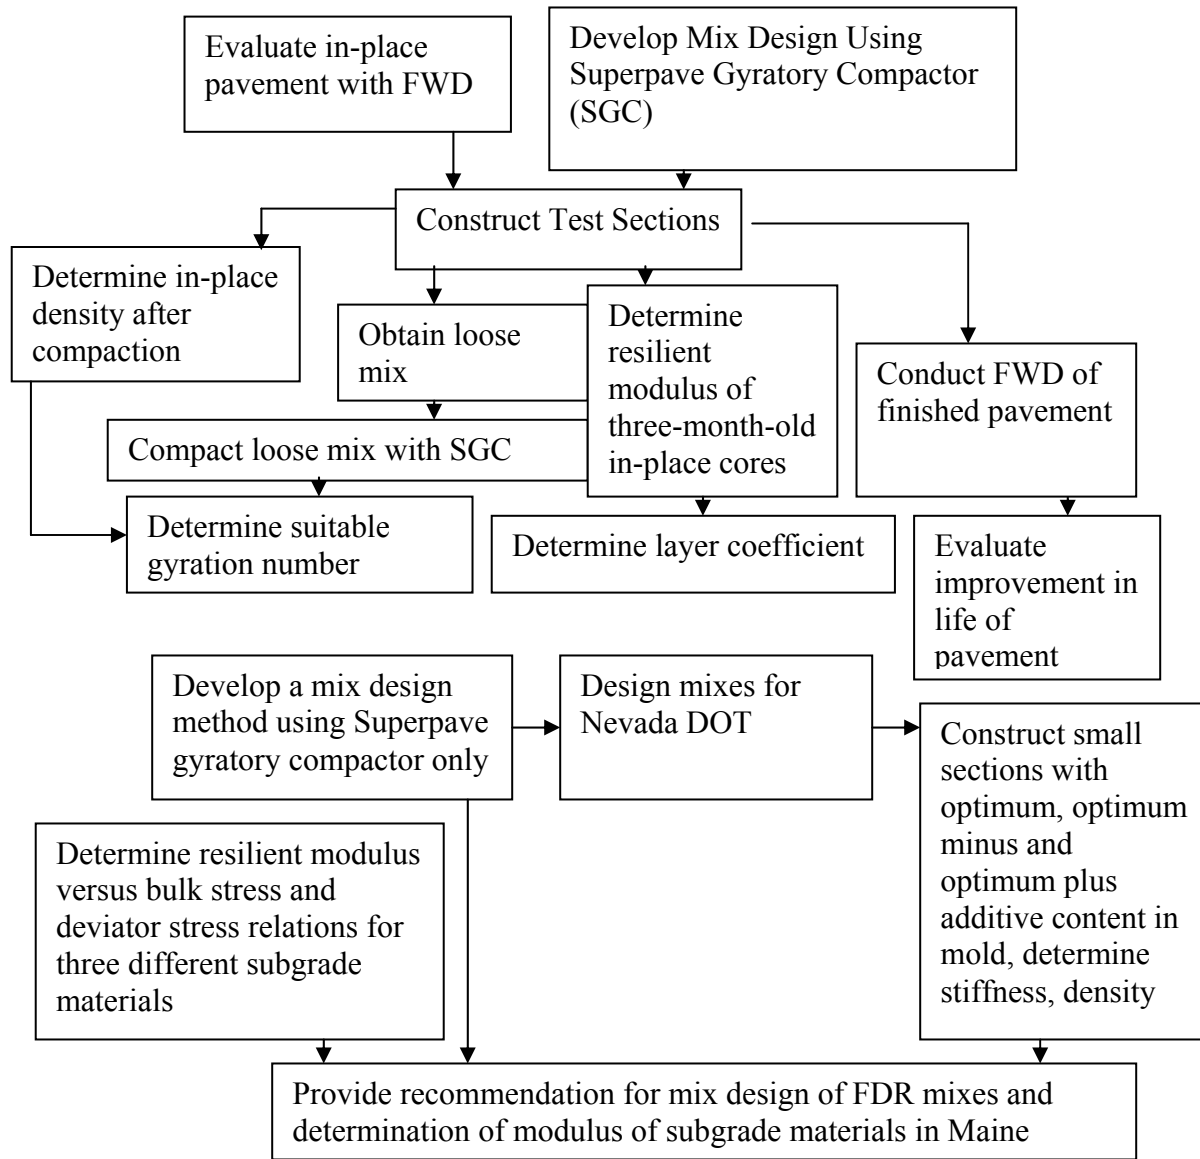 Evaluate in-place
pavement with FWD
Develop Mix Design Using
Superpave Gyratory Compactor
(SGC)
Construct Test Sections
Determine in-place
density after
compaction
Obtain loose
mix
Determine
resilient
modulus of
three-month-old
in-place cores
Conduct FWD of
finished pavement
Compact loose mix with SGC
Determine suitable
gyration number
Determine layer coefficient
Evaluate
improvement in
life of
pavement
Develop a mix design
method using Superpave
gyratory compactor only
Design mixes for
Nevada DOT
Construct small
sections with
optimum, optimum
minus and
optimum plus
additive content in
mold, determine
stiffness, density
Determine resilient modulus
versus bulk stress and
deviator stress relations for
three different subgrade
materials
Provide recommendation for mix design of FDR mixes and
determination of modulus of subgrade materials in Maine